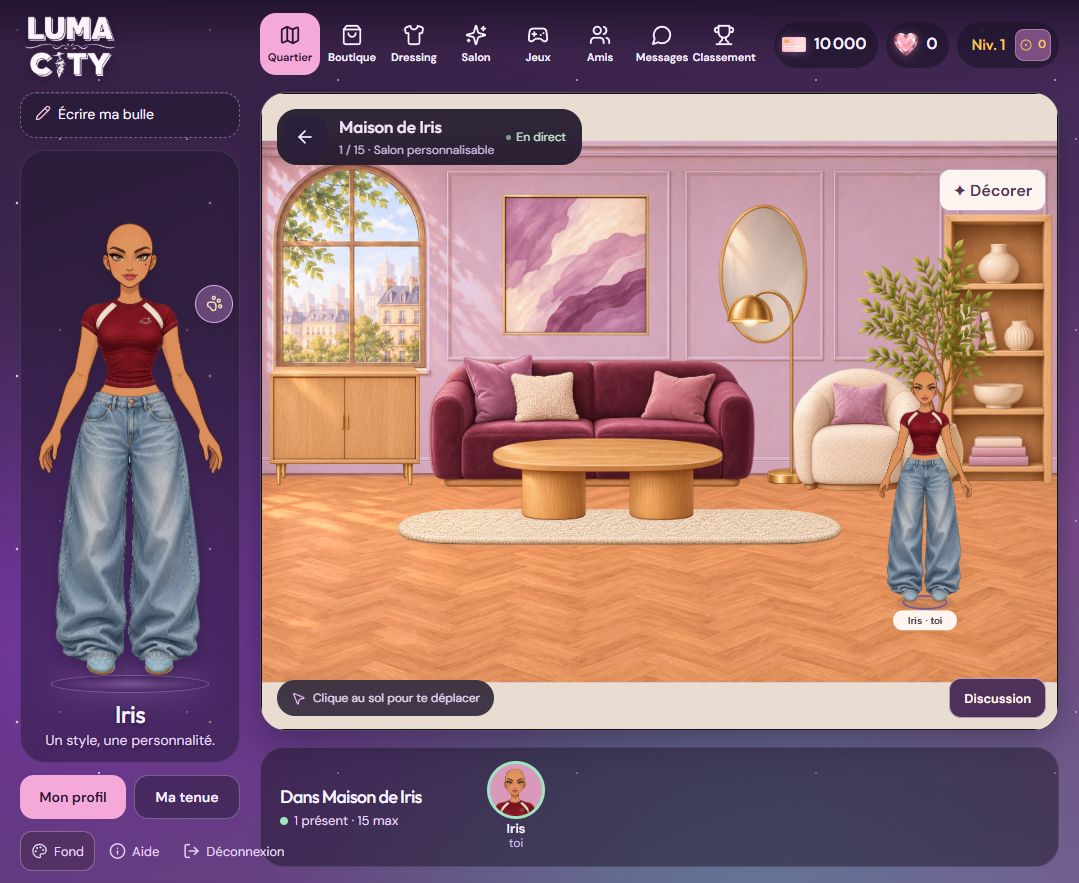 LUMA
CITY
Quartier
Boutique
Dressing
Salon
Jeux
Amis
Messages
Classement
10 000
0
Niv. 1
0
Écrire ma bulle
Maison de Iris
1 / 15 · Salon personnalisable
En direct
✦ Décorer
Iris · toi
Clique au sol pour te déplacer
Discussion
Iris
Un style, une personnalité.
Mon profil
Ma tenue
Fond
Aide
Déconnexion
Dans Maison de Iris
1 présent · 15 max
Iris
toi